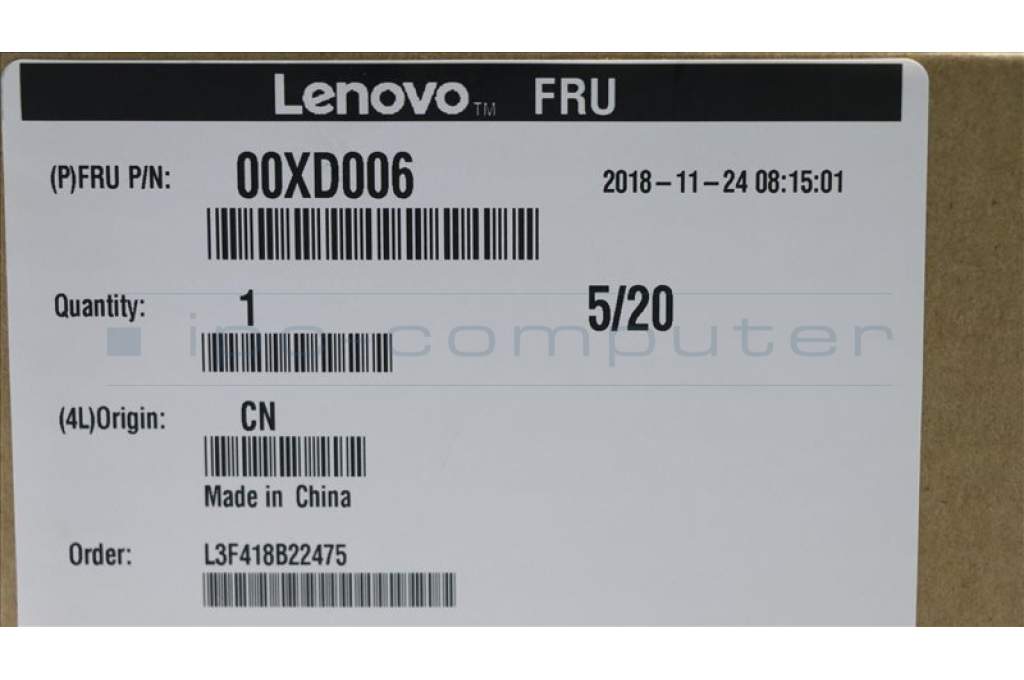 Lenovo™ FRU
(P)FRU P/N: 00XD006 2018-11-24 08:15:01
Quantity: 1 5/20
ipc-computer
(4L)Origin: CN
Made in China
Order: L3F418B22475